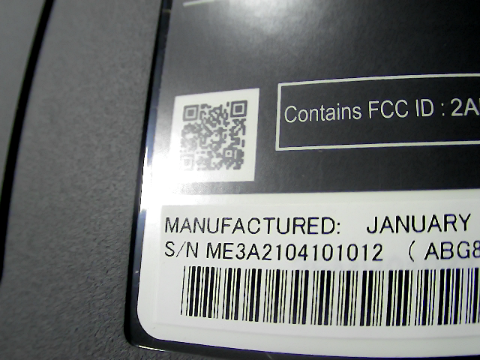 Contains FCC ID : 2A
MANUFACTURED: JANUARY
S/N ME3A2104101012 ( ABG8